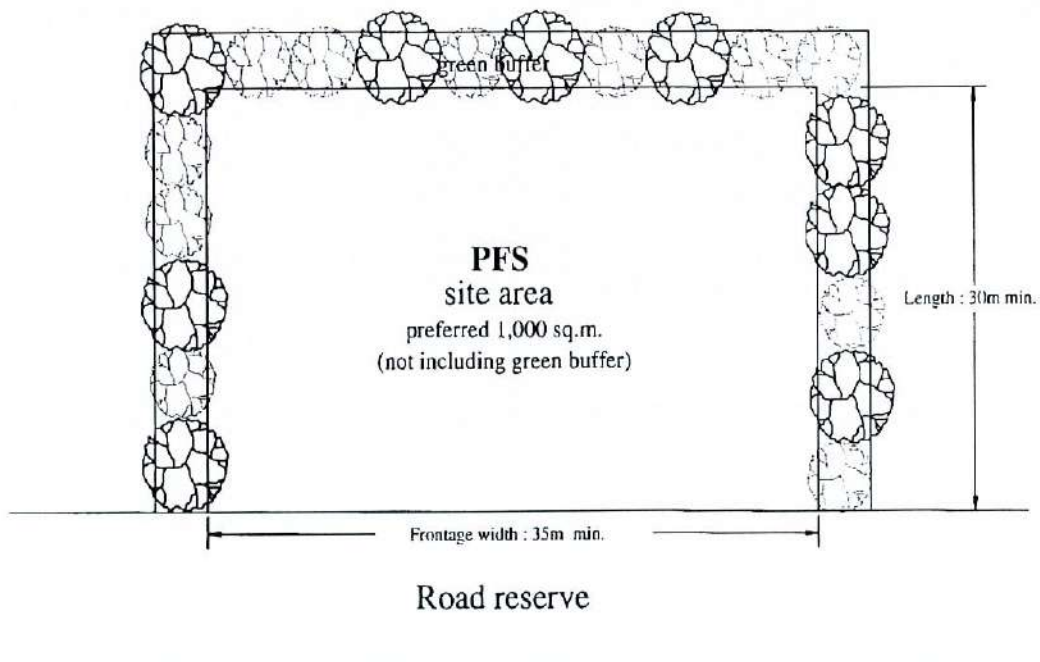 green buffer
PFS
site area
preferred 1,000 sq.m.
(not including green buffer)
Length : 30m min.
Frontage width : 35m min.
Road reserve